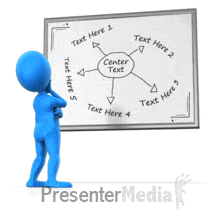 Text Here 1
Text Here 2
Center
Text
Text Here 3
Text Here 4
Text Here 5
PresenterMedia